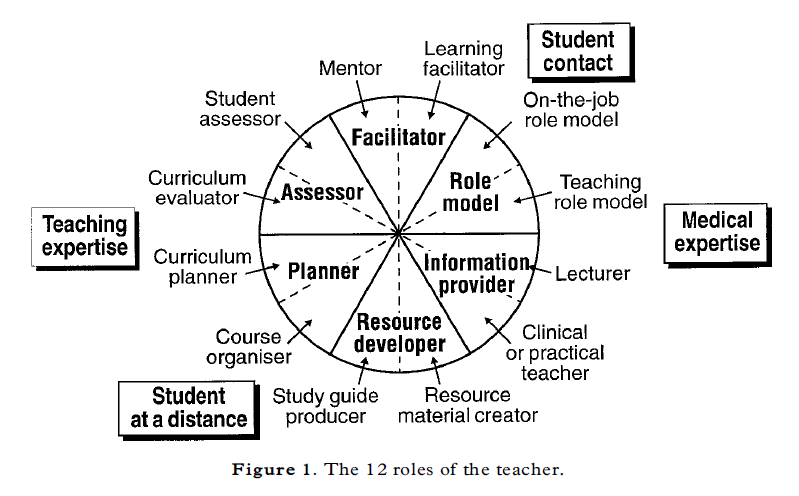 Student
contact
Learning
facilitator
Mentor
Student
assessor
On-the-job
role model
Facilitator
Curriculum
evaluator
Assessor
Role
model
Teaching
role model
Teaching
expertise
Medical
expertise
Curriculum
planner
Planner
Information
provider
Lecturer
Resource
developer
Course
organiser
Clinical
or practical
teacher
Student
at a distance
Study guide
producer
Resource
material creator
Figure 1. The 12 roles of the teacher.